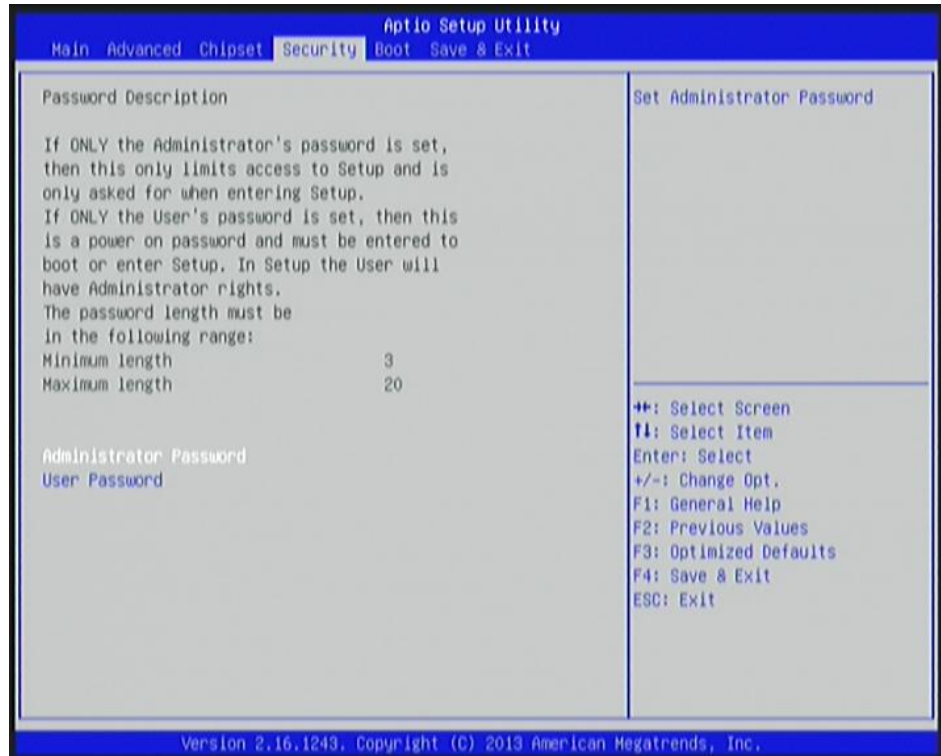 Aptio Setup Utility
Main Advanced Chipset Security Boot Save & Exit
Password Description
If ONLY the Administrator's password is set,
then this only limits access to Setup and is
only asked for when entering Setup.
If ONLY the User's password is set, then this
is a power on password and must be entered to
boot or enter Setup. In Setup the User will
have Administrator rights.
The password length must be
in the following range:
Minimum length 3
Maximum length 20
Administrator Password
User Password
Set Administrator Password
→←: Select Screen
↑↓: Select Item
Enter: Select
+/-: Change Opt.
F1: General Help
F2: Previous Values
F3: Optimized Defaults
F4: Save & Exit
ESC: Exit
Version 2.16.1243. Copyright (C) 2013 American Megatrends, Inc.